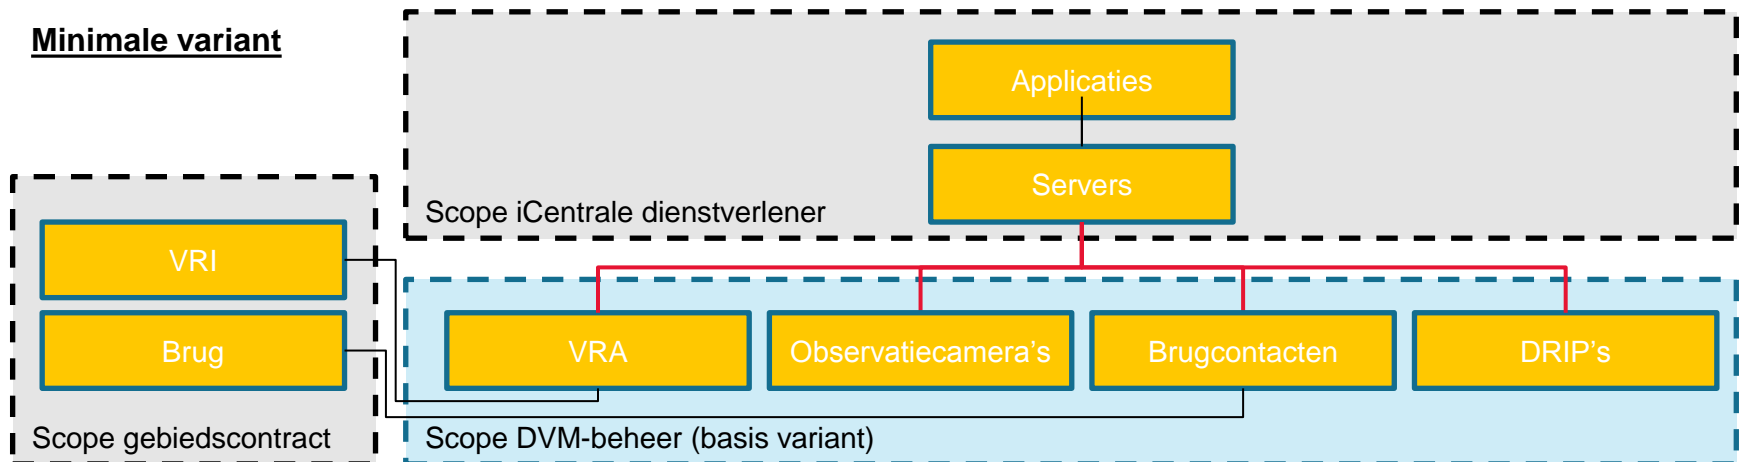 Minimale variant
Applicaties
Servers
Scope iCentrale dienstverlener
VRI
Brug
Scope gebiedscontract
VRA
Observatiecamera's
Brugcontacten
DRIP's
Scope DVM-beheer (basis variant)